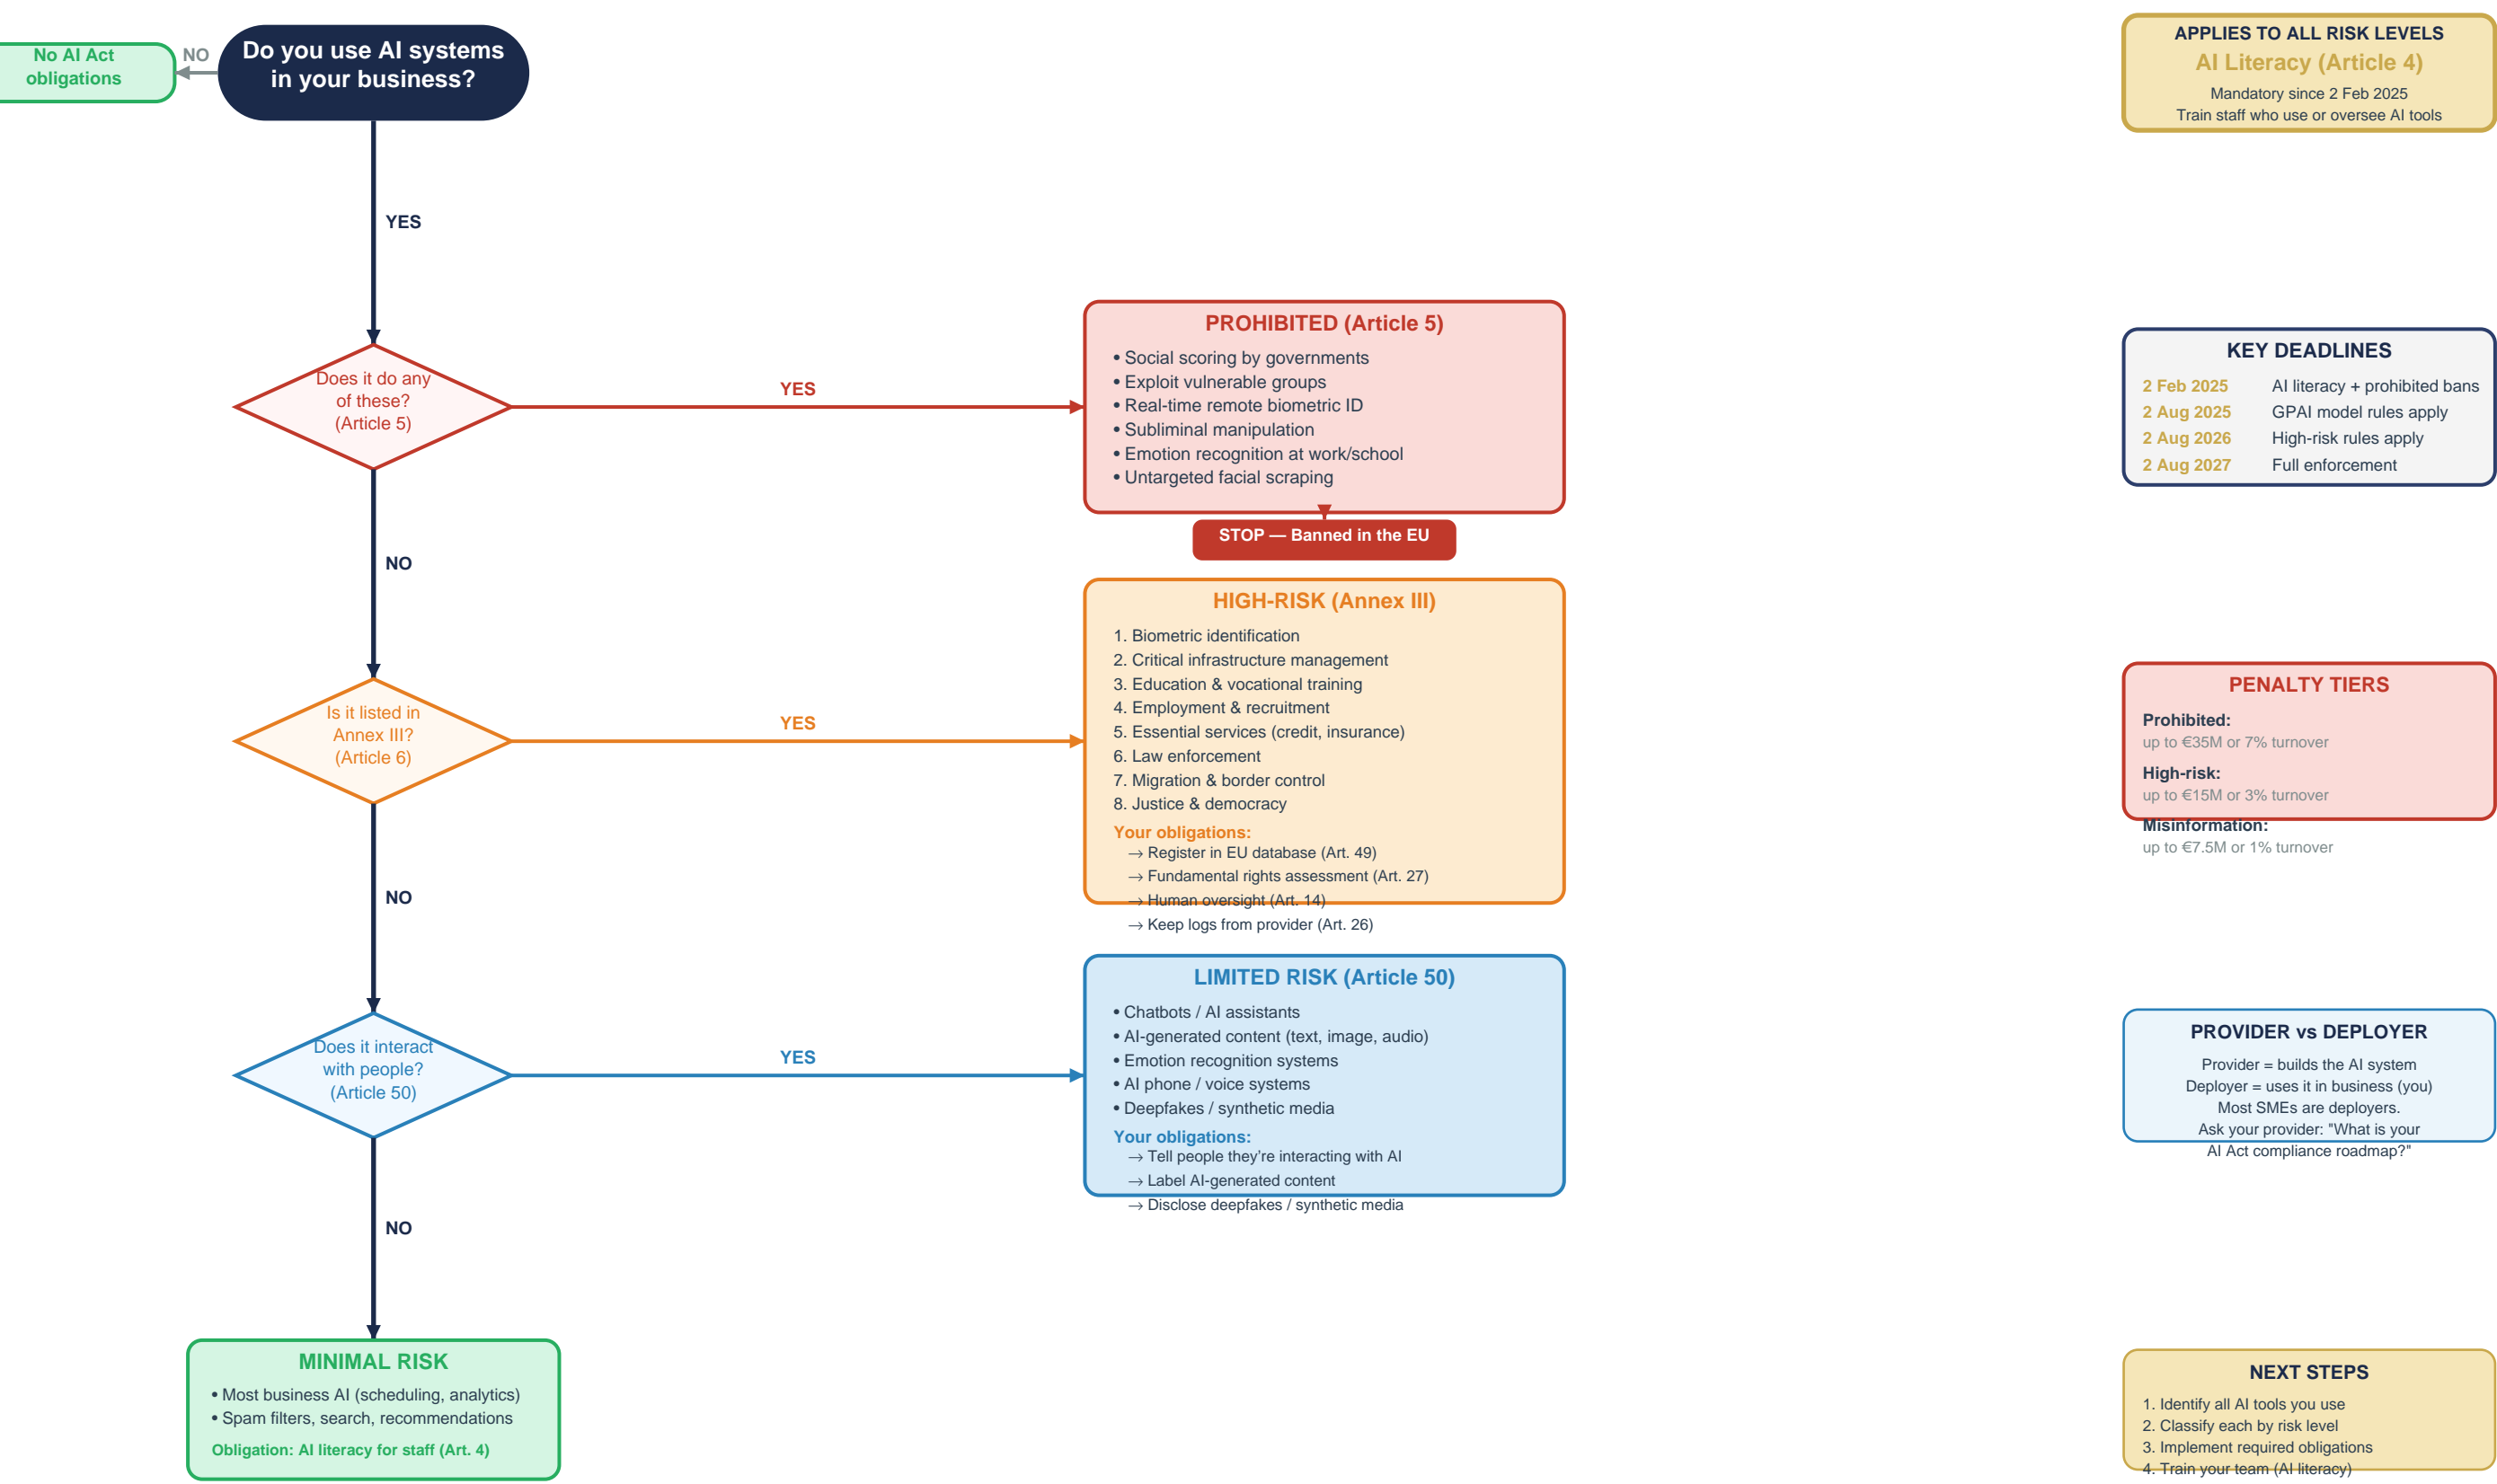 No AI Act
obligations
NO
Do you use AI systems
in your business?
YES
Does it do any
of these?
(Article 5)
YES
PROHIBITED (Article 5)
• Social scoring by governments
• Exploit vulnerable groups
• Real-time remote biometric ID
• Subliminal manipulation
• Emotion recognition at work/school
• Untargeted facial scraping
STOP — Banned in the EU
NO
Is it listed in
Annex III?
(Article 6)
YES
HIGH-RISK (Annex III)
1. Biometric identification
2. Critical infrastructure management
3. Education & vocational training
4. Employment & recruitment
5. Essential services (credit, insurance)
6. Law enforcement
7. Migration & border control
8. Justice & democracy
Your obligations:
→ Register in EU database (Art. 49)
→ Fundamental rights assessment (Art. 27)
→ Human oversight (Art. 14)
→ Keep logs from provider (Art. 26)
NO
Does it interact
with people?
(Article 50)
YES
LIMITED RISK (Article 50)
• Chatbots / AI assistants
• AI-generated content (text, image, audio)
• Emotion recognition systems
• AI phone / voice systems
• Deepfakes / synthetic media
Your obligations:
→ Tell people they're interacting with AI
→ Label AI-generated content
→ Disclose deepfakes / synthetic media
NO
MINIMAL RISK
• Most business AI (scheduling, analytics)
• Spam filters, search, recommendations
Obligation: AI literacy for staff (Art. 4)
APPLIES TO ALL RISK LEVELS
AI Literacy (Article 4)
Mandatory since 2 Feb 2025
Train staff who use or oversee AI tools
KEY DEADLINES
2 Feb 2025 AI literacy + prohibited bans
2 Aug 2025 GPAI model rules apply
2 Aug 2026 High-risk rules apply
2 Aug 2027 Full enforcement
PENALTY TIERS
Prohibited:
up to €35M or 7% turnover
High-risk:
up to €15M or 3% turnover
Misinformation:
up to €7.5M or 1% turnover
PROVIDER vs DEPLOYER
Provider = builds the AI system
Deployer = uses it in business (you)
Most SMEs are deployers.
Ask your provider: "What is your
AI Act compliance roadmap?"
NEXT STEPS
1. Identify all AI tools you use
2. Classify each by risk level
3. Implement required obligations
4. Train your team (AI literacy)